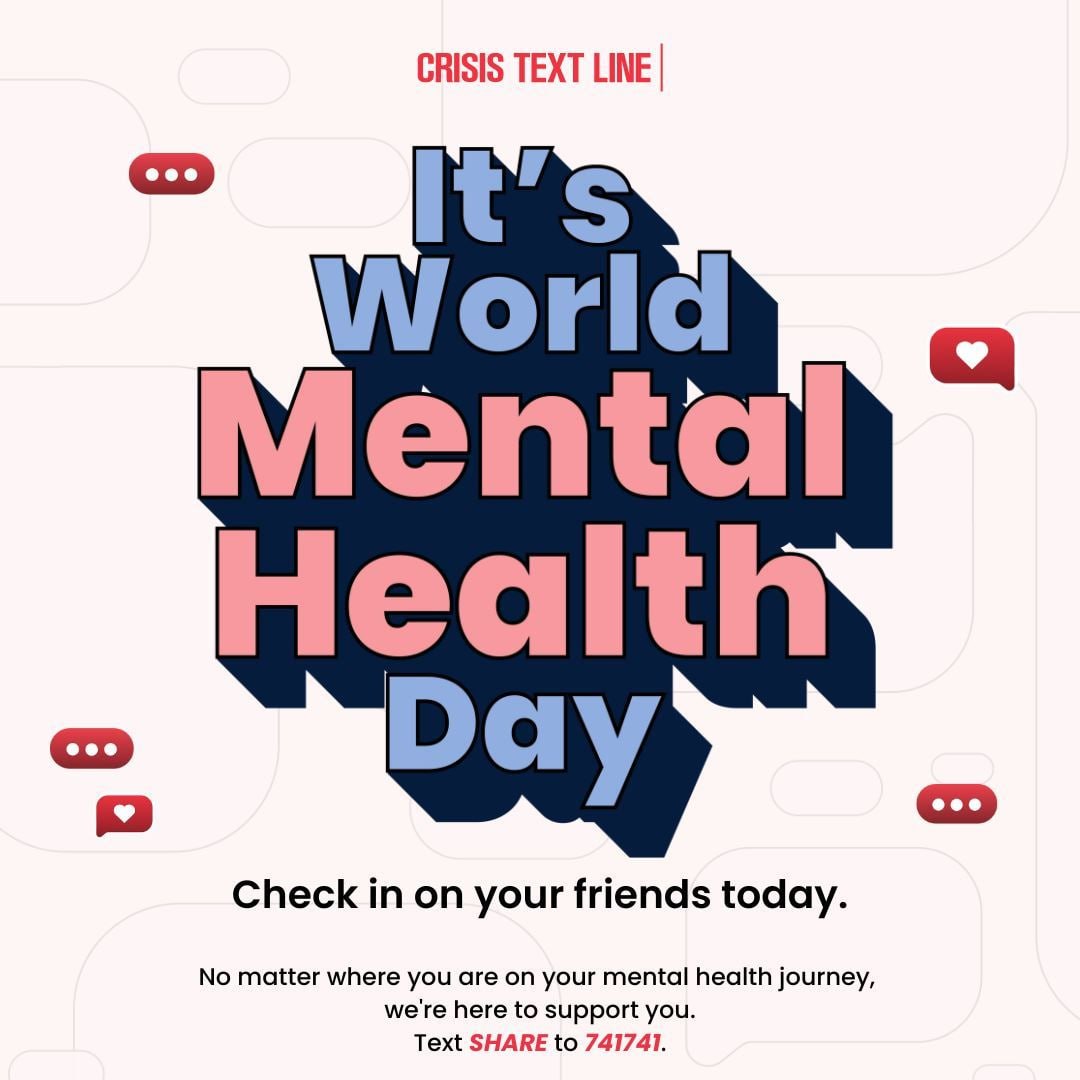 CRISIS TEXT LINE
It’s
World
Mental
Health
Day
Check in on your friends today.
No matter where you are on your mental health journey,
we're here to support you.
Text SHARE to 741741.